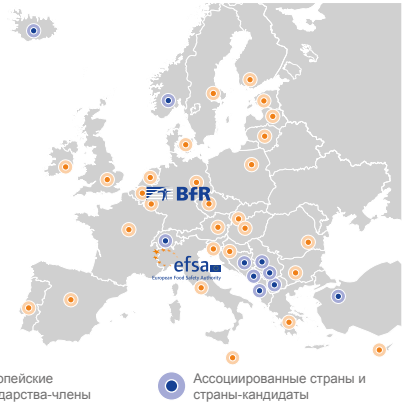 BfR
efsa
European Food Safety Authority
опейские
дарства-члены
Ассоциированные страны и
страны-кандидаты